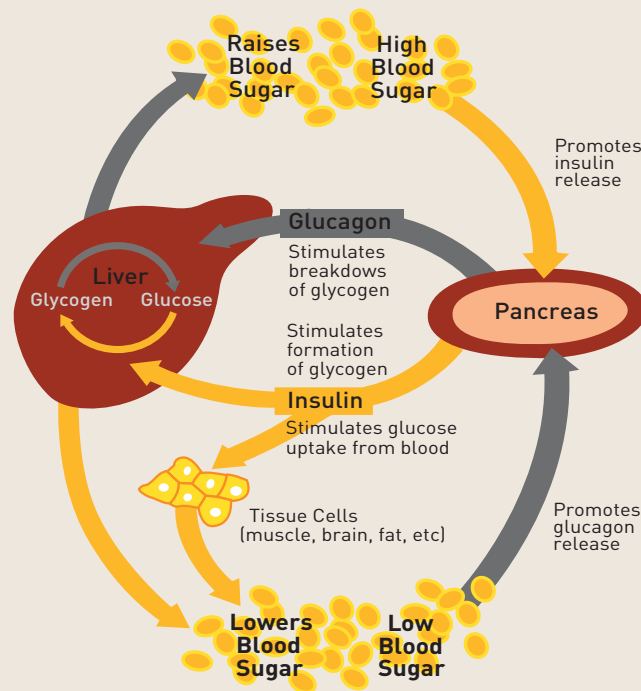 Raises
Blood
Sugar
High
Blood
Sugar
Promotes
insulin
release
Glucagon
Stimulates
breakdows
of glycogen
Liver
Glycogen Glucose
Pancreas
Stimulates
formation
of glycogen
Insulin
Stimulates glucose
uptake from blood
Tissue Cells
(muscle, brain, fat, etc)
Promotes
glucagon
release
Lowers
Blood
Sugar
Low
Blood
Sugar